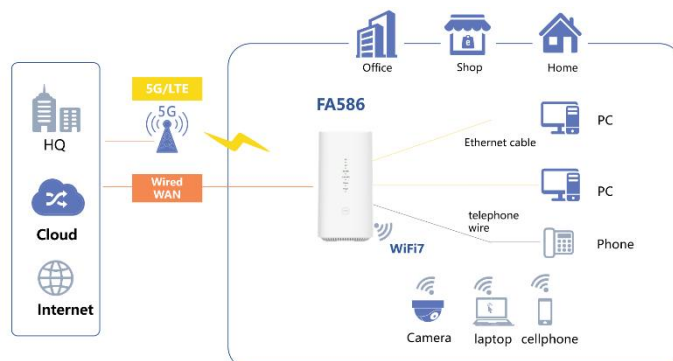 Office
Shop
Home
5G/LTE
5G
FA586
HQ
Ethernet cable
PC
Wired
WAN
PC
Cloud
telephone
wire
WiFi7
Phone
Internet
Camera
laptop
cellphone